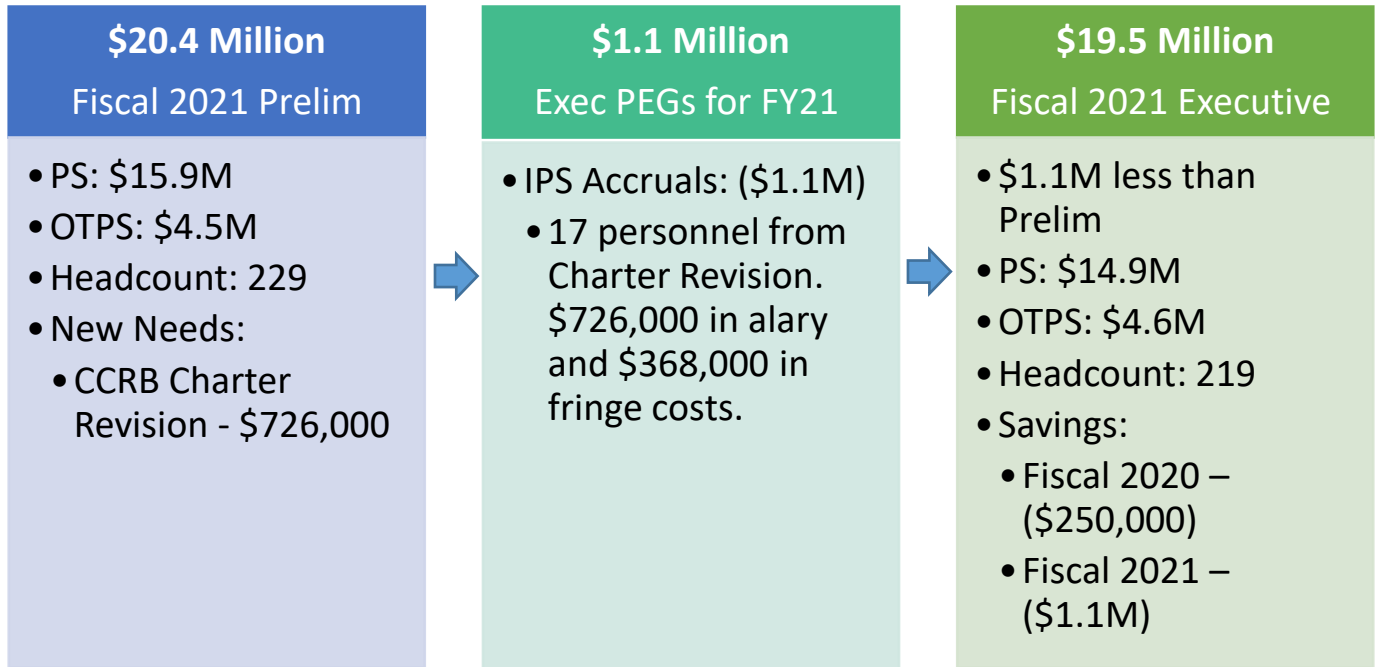 $20.4 Million
Fiscal 2021 Prelim
•PS: $15.9M
•OTPS: $4.5M
•Headcount: 229
•New Needs:
•CCRB Charter
Revision - $726,000
$1.1 Million
Exec PEGs for FY21
•IPS Accruals: ($1.1M)
•17 personnel from
Charter Revision.
$726,000 in alary
and $368,000 in
fringe costs.
$19.5 Million
Fiscal 2021 Executive
•$1.1M less than
Prelim
•PS: $14.9M
•OTPS: $4.6M
•Headcount: 219
•Savings:
•Fiscal 2020 –
($250,000)
•Fiscal 2021 –
($1.1M)